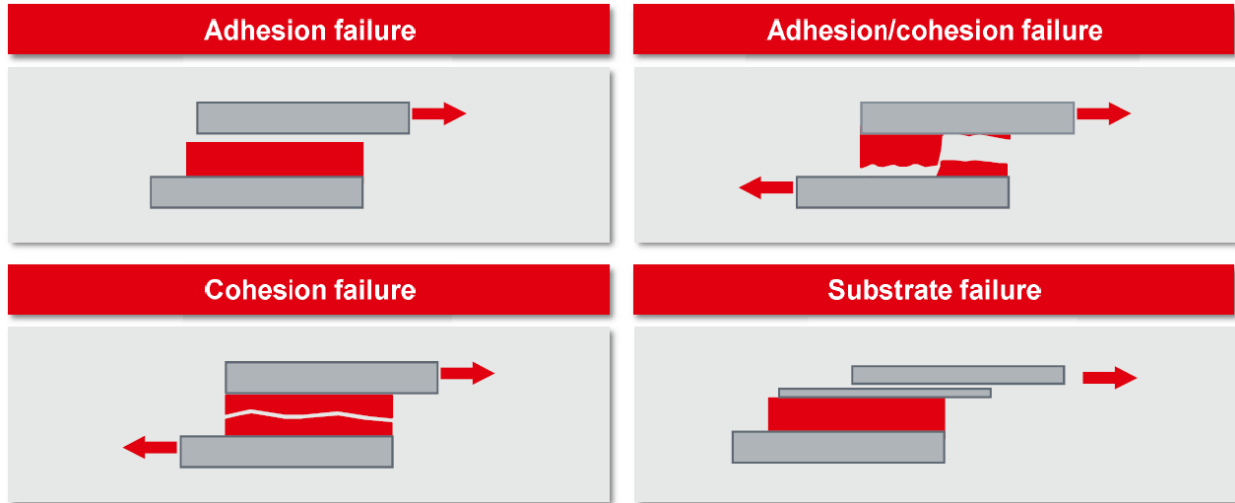 Adhesion failure
Adhesion/cohesion failure
Cohesion failure
Substrate failure